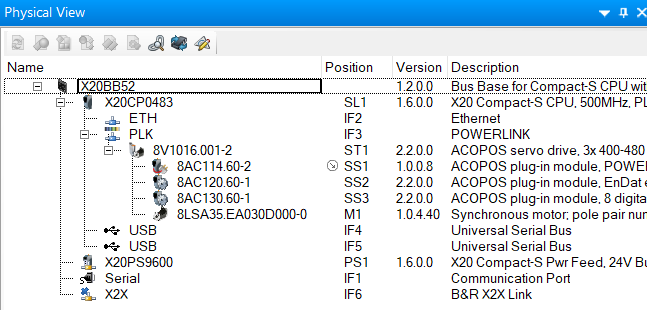 Physical View
Name Position Version Description
X20BB52 1.2.0.0 Bus Base for Compact-S CPU wit
X20CP0483 SL1 1.6.0.0 X20 Compact-S CPU, 500MHz, PL
ETH IF2 Ethernet
PLK IF3 POWERLINK
8V1016.001-2 ST1 2.2.0.0 ACOPOS servo drive, 3x 400-480
8AC114.60-2 SS1 1.0.0.8 ACOPOS plug-in module, POWE
8AC120.60-1 SS2 2.2.0.0 ACOPOS plug-in module, EnDat e
8AC130.60-1 SS3 2.2.0.0 ACOPOS plug-in module, 8 digita
8LSA35.EA030D000-0 M1 1.0.4.40 Synchronous motor; pole pair num
USB IF4 Universal Serial Bus
USB IF5 Universal Serial Bus
X20PS9600 PS1 1.6.0.0 X20 Compact-S Pwr Feed, 24V Bu
Serial IF1 Communication Port
X2X IF6 B&R X2X Link